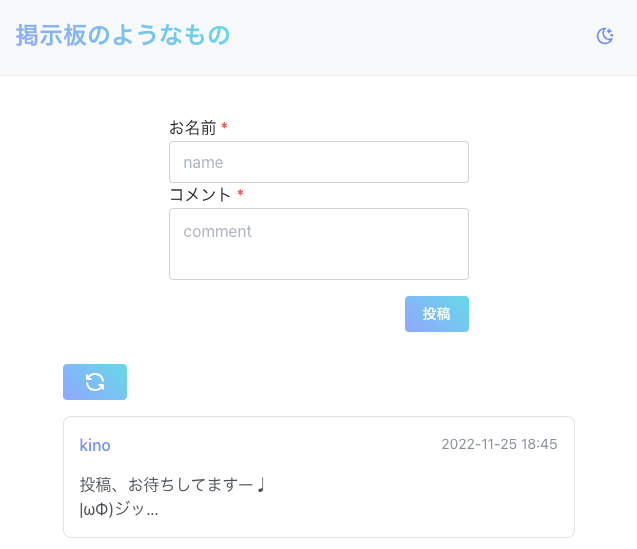 掲示板のようなもの
お名前 *
name
コメント *
comment
投稿
kino
2022-11-25 18:45
投稿、お待ちしてますー♩
|ωΦ)ジッ...